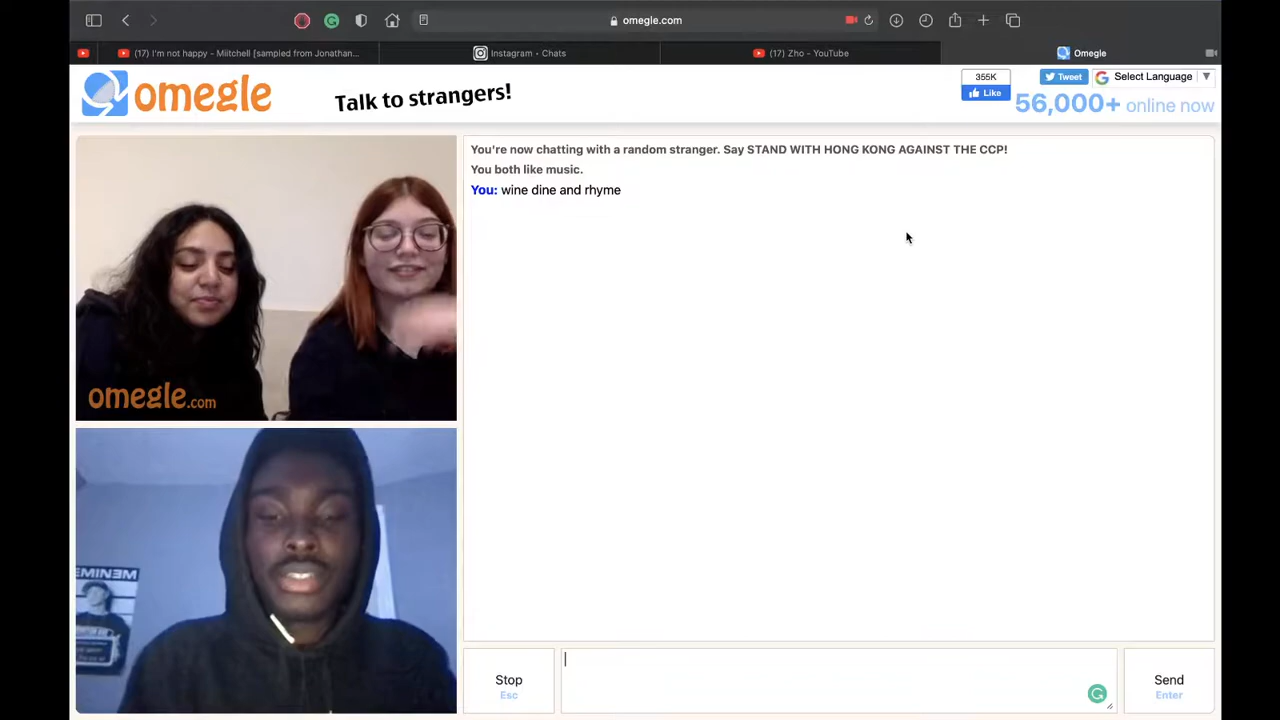 omegle.com
(17) I'm not happy - Miitchell [sampled from Jonathan...
Instagram • Chats
(17) Zho - YouTube
Omegle
omegle
Talk to strangers!
355K
Like
Tweet
Select Language
56,000+ online now
You're now chatting with a random stranger. Say STAND WITH HONG KONG AGAINST THE CCP!
You both like music.
You: wine dine and rhyme
omegle.com
EMINEM
Stop
Esc
Send
Enter